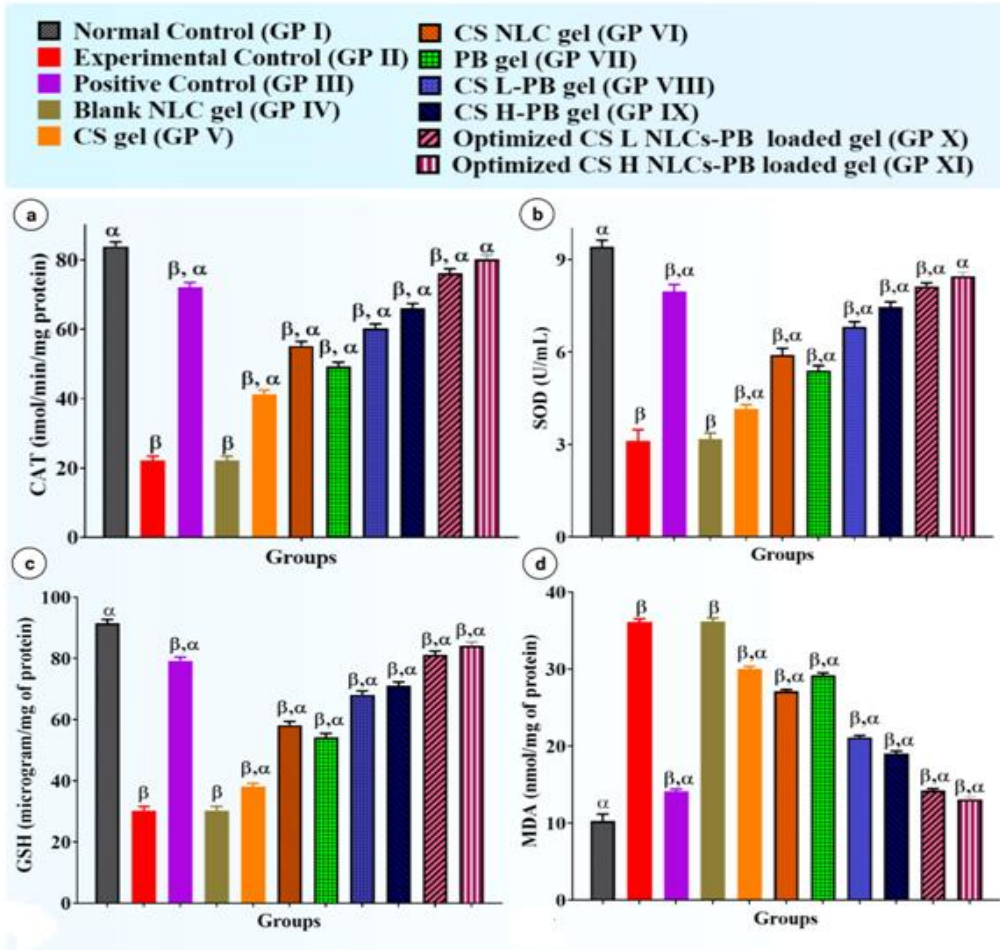 Normal Control (GP I)
Experimental Control (GP II)
Positive Control (GP III)
Blank NLC gel (GP IV)
CS gel (GP V)
CS NLC gel (GP VI)
PB gel (GP VII)
CS L-PB gel (GP VIII)
CS H-PB gel (GP IX)
Optimized CS L NLCs-PB loaded gel (GP X)
Optimized CS H NLCs-PB loaded gel (GP XI)
a
CAT (imol/min/mg protein)
80
60
40
20
0
α
β
β, α
β
β, α
β, α
β, α
β, α
β, α
β, α
α
Groups
b
SOD (U/mL)
9
6
3
0
α
β
β,α
β
β,α
β,α
β,α
β,α
β,α
β,α
α
Groups
c
GSH (microgram/mg of protein)
100
80
60
40
20
0
α
β
β,α
β
β,α
β,α
β,α
β,α
β,α
β,α
β,α
Groups
d
MDA (nmol/mg of protein)
40
30
20
10
0
α
β
β,α
β
β,α
β,α
β,α
β,α
β,α
β,α
β,α
Groups